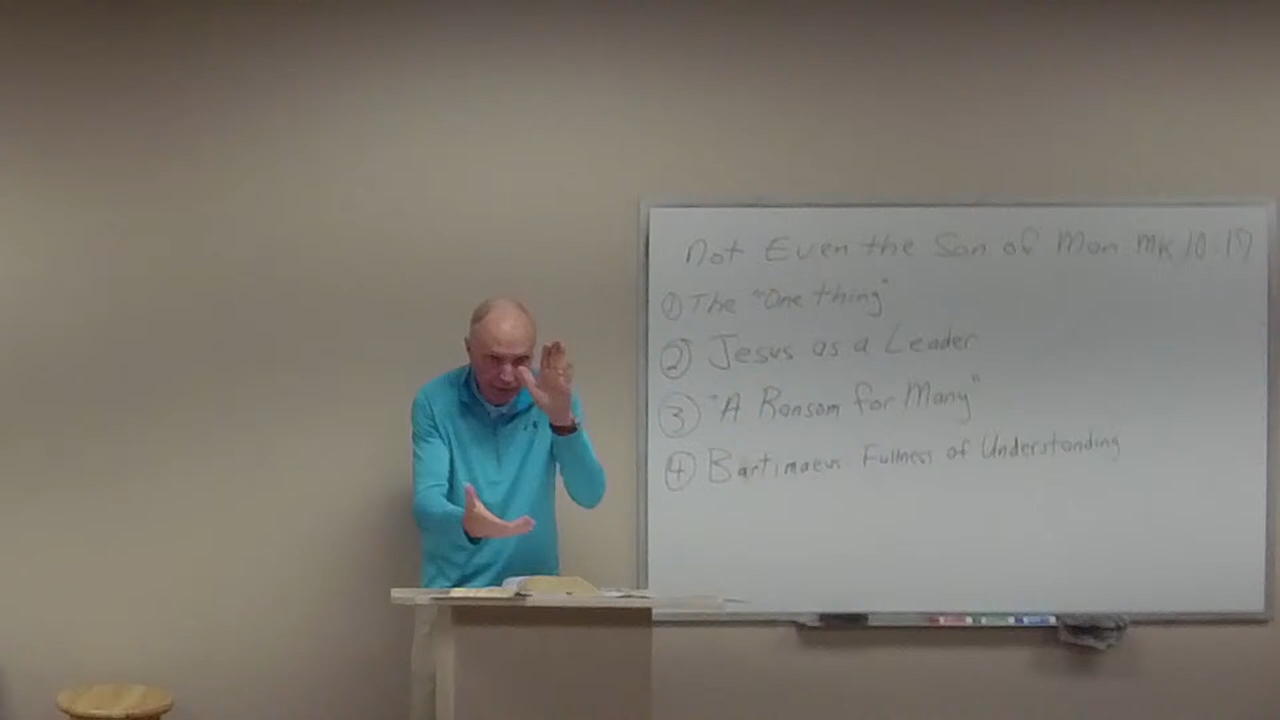 Not Even the Son of Man MK 10:17
① The "One thing"
② Jesus as a Leader
③ "A Ransom for Many"
④ Bartimaeus Fullness of Understanding